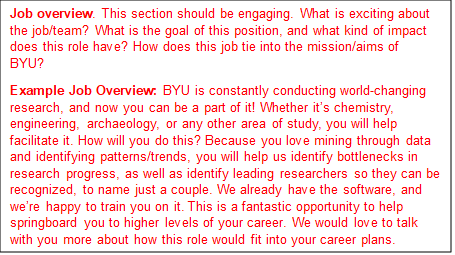 Job overview. This section should be engaging. What is exciting about
the job/team? What is the goal of this position, and what kind of impact
does this role have? How does this job tie into the mission/aims of
BYU?
Example Job Overview: BYU is constantly conducting world-changing
research, and now you can be a part of it! Whether it's chemistry,
engineering, archaeology, or any other area of study, you will help
facilitate it. How will you do this? Because you love mining through data
and identifying patterns/trends, you will help us identify bottlenecks in
research progress, as well as identify leading researchers so they can be
recognized, to name just a couple. We already have the software, and
we're happy to train you on it. This is a fantastic opportunity to help
springboard you to higher levels of your career. We would love to talk
with you more about how this role would fit into your career plans.